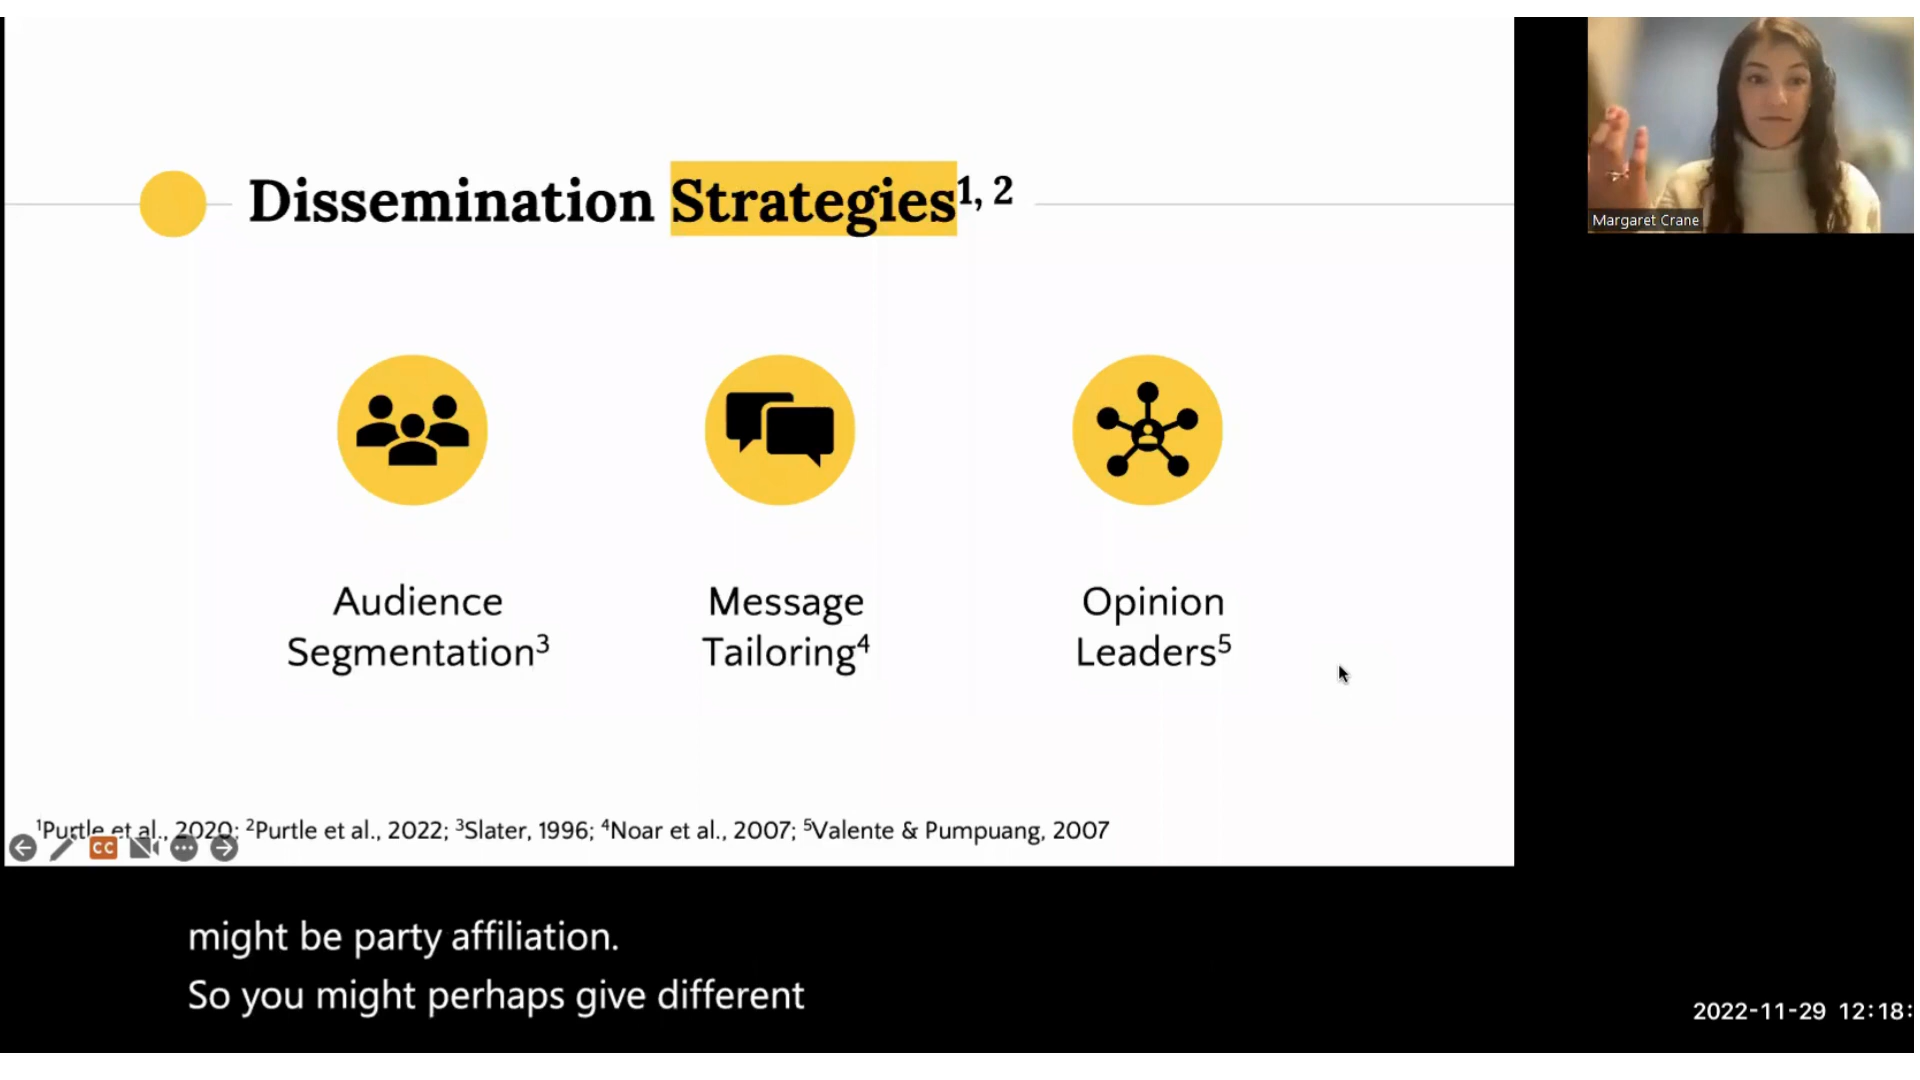 Dissemination Strategies1, 2
Margaret Crane
Audience
Segmentation3
Message
Tailoring4
Opinion
Leaders5
1Purtle et al., 2020; 2Purtle et al., 2022; 3Slater, 1996; 4Noar et al., 2007; 5Valente & Pumpuang, 2007
CC
might be party affiliation.
So you might perhaps give different
2022-11-29 12:18: